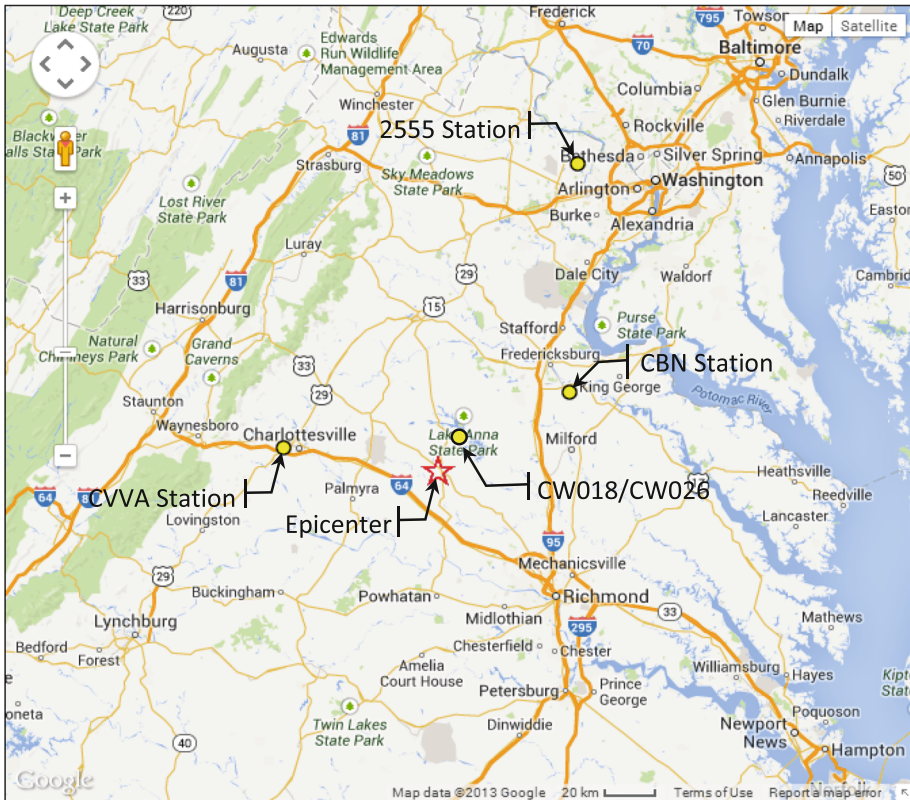 Deep Creek
Lake State Park
220
Frederick
795
Towson
Map
Satellite
Edwards
Run Wildlife
Management Area
Augusta
70
Baltimore
Dundalk
Columbia
Glen Burnie
Riverdale
Winchester
81
2555 Station
Rockville
alls State Park
Strasburg
Bethesda
Silver Spring
Annapolis
Sky Meadows
State Park
Arlington
Washington
50
Lost River
State Park
Burke
Alexandria
Luray
Dale City
Waldorf
29
33
81
15
Harrisonburg
Stafford
Purse
State Park
Natural
Chimneys Park
Grand
Caverns
33
Fredericksburg
CBN Station
King George
Potomac River
29
Staunton
Waynesboro
Charlottesville
Lake Anna
State Park
Milford
Heathsville
Reedville
64
CVVA Station
Palmyra
64
CW018/CW026
Lovingston
Epicenter
Lancaster
95
Mechanicsville
29
Buckingham
Powhatan
Richmond
33
Lynchburg
Midlothian
295
Mathews
Bedford
Forest
Chesterfield
Chester
Amelia
Court House
Williamsburg
Hayes
Petersburg
Prince
George
Poquoson
Twin Lakes
State Park
Dinwiddie
Newport
News
Hampton
40
Google
Map data ©2013 Google
20 km
Terms of Use
Report a map error
Norfolk